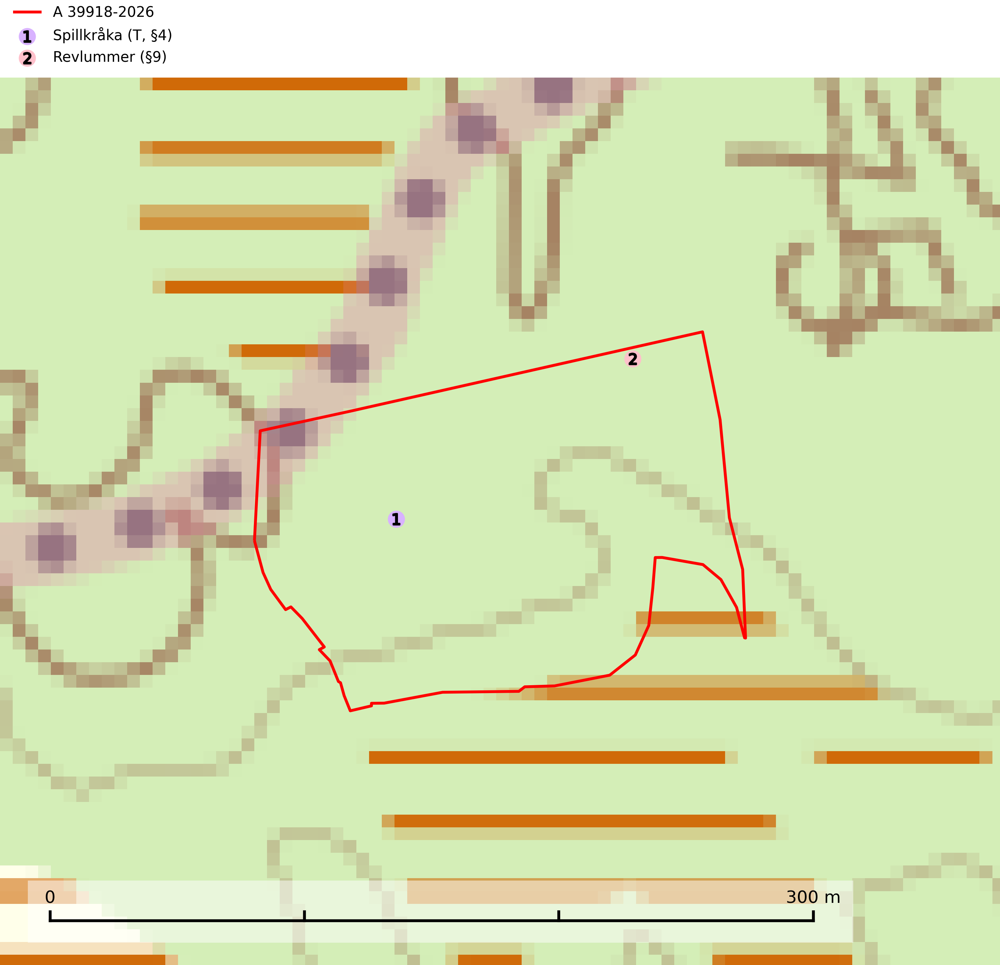 A 39918-2026
1 Spillkråka (T, §4)
2 Revlummer (§9)
2
1
0 300 m